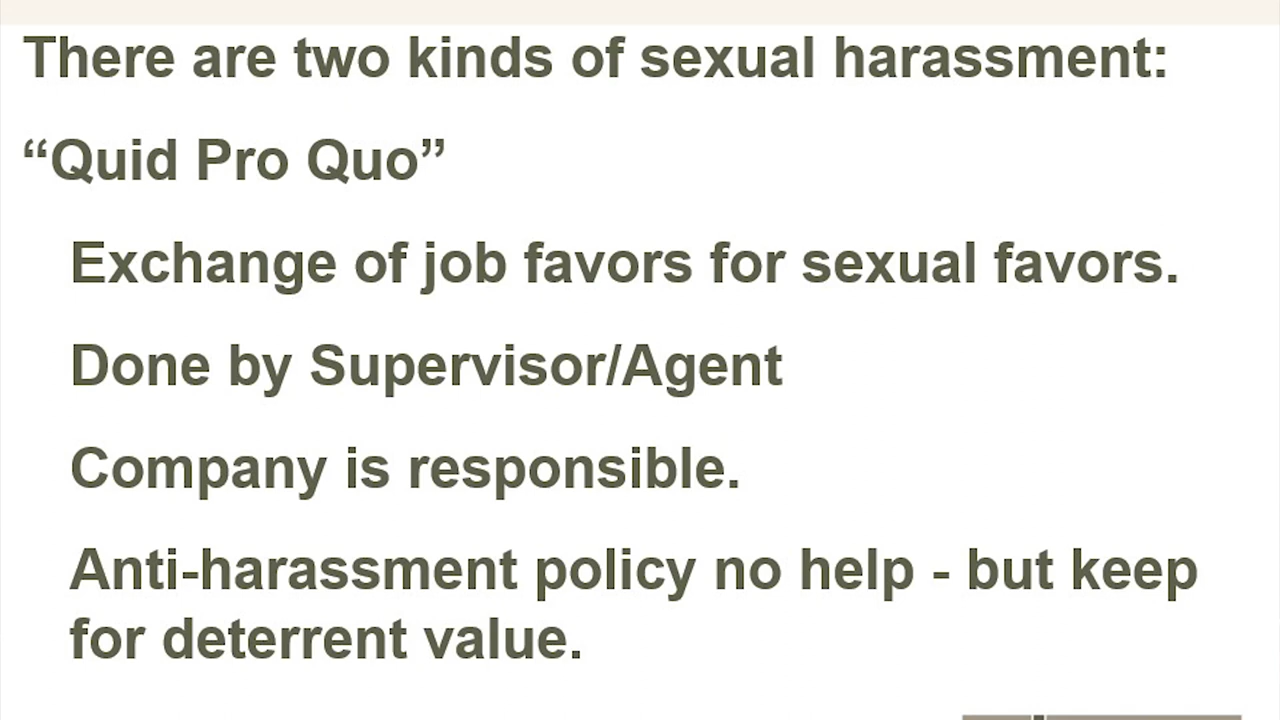 There are two kinds of sexual harassment:
“Quid Pro Quo”
Exchange of job favors for sexual favors.
Done by Supervisor/Agent
Company is responsible.
Anti-harassment policy no help - but keep
for deterrent value.